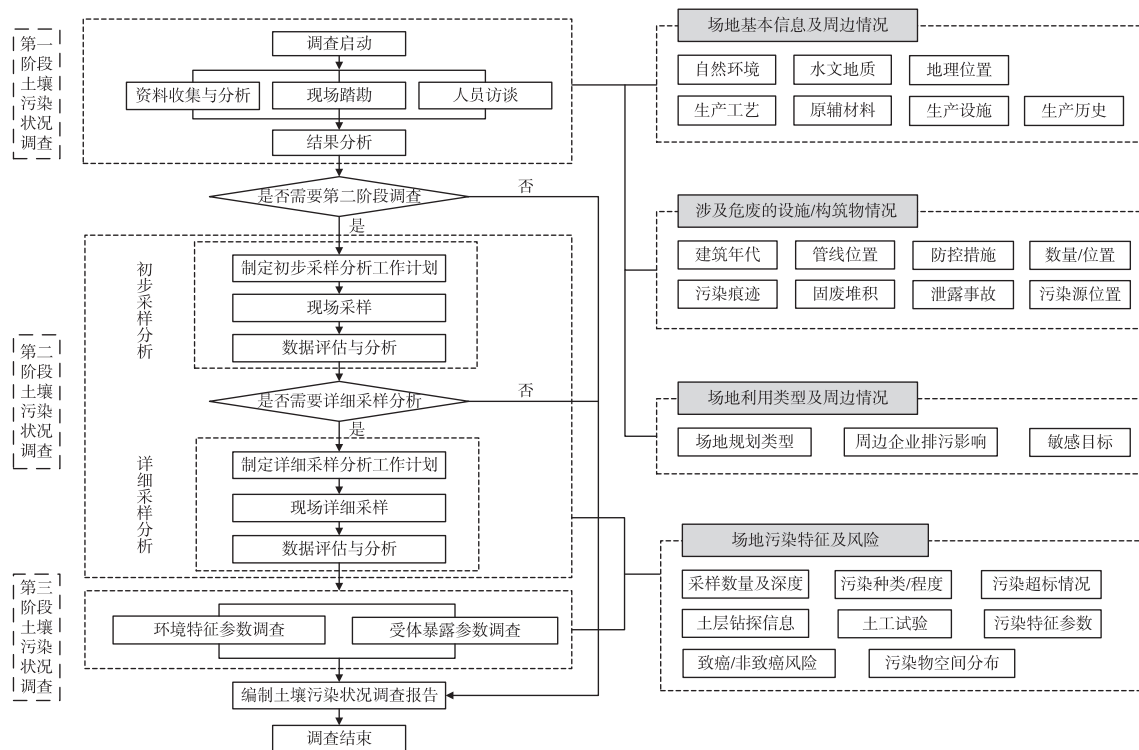 第一
阶段
土壤
污染
状况
调查
调查启动
资料收集与分析
现场踏勘
人员访谈
结果分析
是否需要第二阶段调查
否
是
第二
阶段
土壤
污染
状况
调查
初步采样分析
制定初步采样分析工作计划
现场采样
数据评估与分析
是否需要详细采样分析
否
是
详细采样分析
制定详细采样分析工作计划
现场详细采样
数据评估与分析
第三
阶段
土壤
污染
状况
调查
环境特征参数调查
受体暴露参数调查
编制土壤污染状况调查报告
调查结束
场地基本信息及周边情况
自然环境
水文地质
地理位置
生产工艺
原辅材料
生产设施
生产历史
涉及危废的设施/构筑物情况
建筑年代
管线位置
防控措施
数量/位置
污染痕迹
固废堆积
泄露事故
污染源位置
场地利用类型及周边情况
场地规划类型
周边企业排污影响
敏感目标
场地污染特征及风险
采样数量及深度
污染种类/程度
污染超标情况
土层钻探信息
土工试验
污染特征参数
致癌/非致癌风险
污染物空间分布